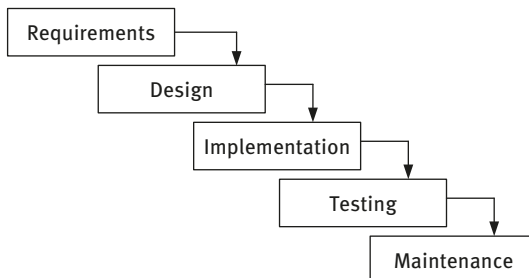 Requirements
Design
Implementation
Testing
Maintenance